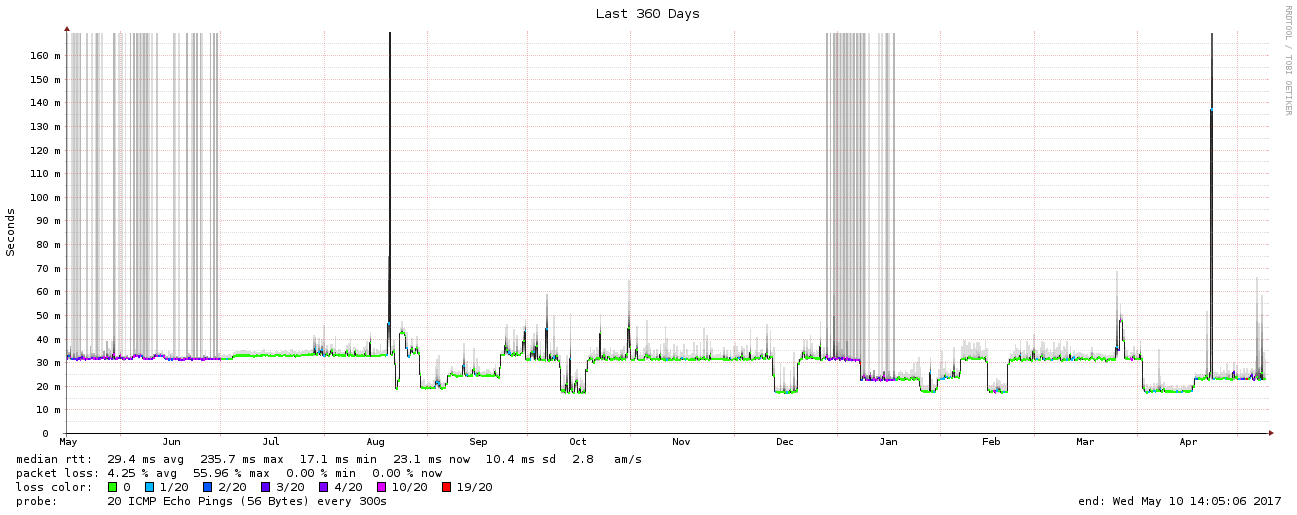 Last 360 Days
RRDTOOL / TOBI OETIKER
Seconds
160 m
150 m
140 m
130 m
120 m
110 m
100 m
90 m
80 m
70 m
60 m
50 m
40 m
30 m
20 m
10 m
0
May Jun Jul Aug Sep Oct Nov Dec Jan Feb Mar Apr
median rtt: 29.4 ms avg 235.7 ms max 17.1 ms min 23.1 ms now 10.4 ms sd 2.8 am/s
packet loss: 4.25 % avg 55.96 % max 0.00 % min 0.00 % now
loss color: 0 1/20 2/20 3/20 4/20 10/20 19/20
probe: 20 ICMP Echo Pings (56 Bytes) every 300s end: Wed May 10 14:05:06 2017